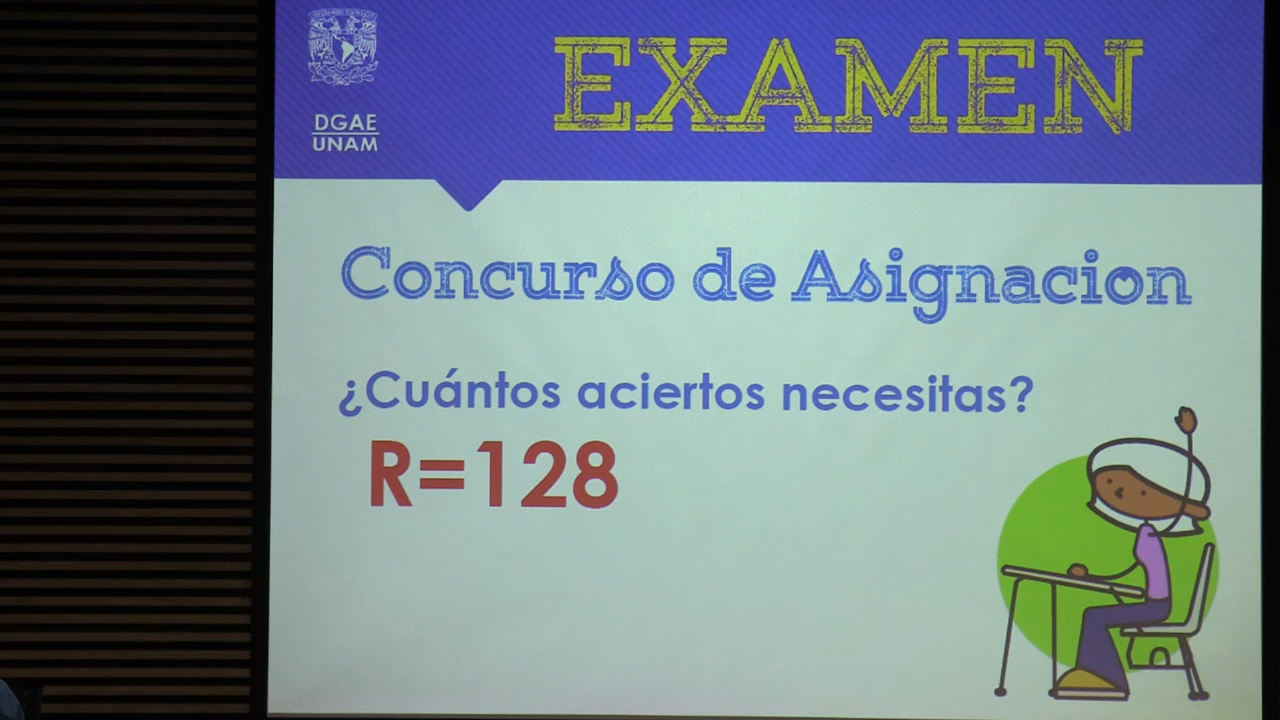 EXAMEN
DGAE
UNAM
Concurso de Asignacion
¿Cuántos aciertos necesitas?
R=128